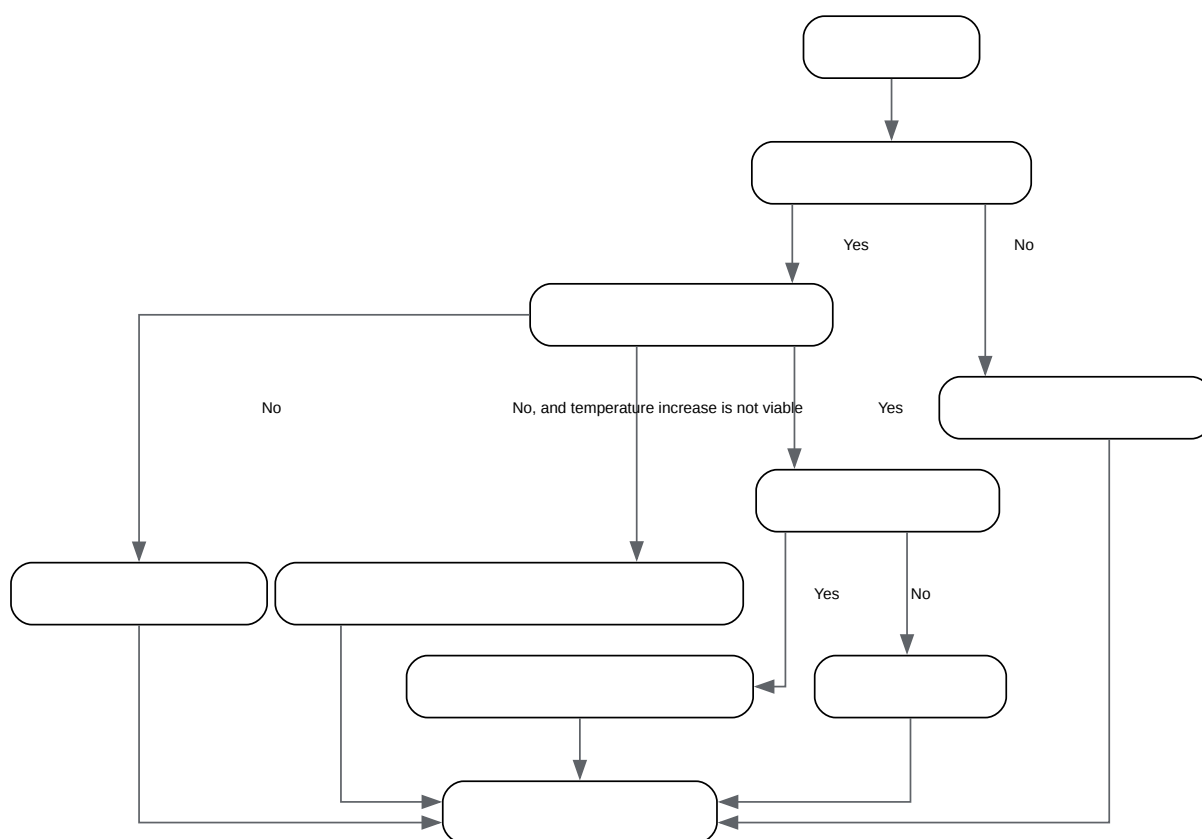 Yes
No
No
No, and temperature increase is not viable
Yes
Yes
No